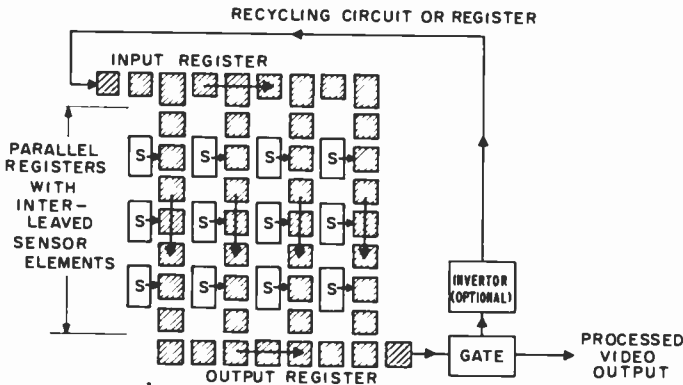 RECYCLING CIRCUIT OR REGISTER
INPUT REGISTER
PARALLEL
REGISTERS
WITH
INTER-
LEAVED
SENSOR
ELEMENTS
S S S S
S S S S
S S S S
INVERTOR
(OPTIONAL)
GATE
PROCESSED
VIDEO
OUTPUT
OUTPUT REGISTER